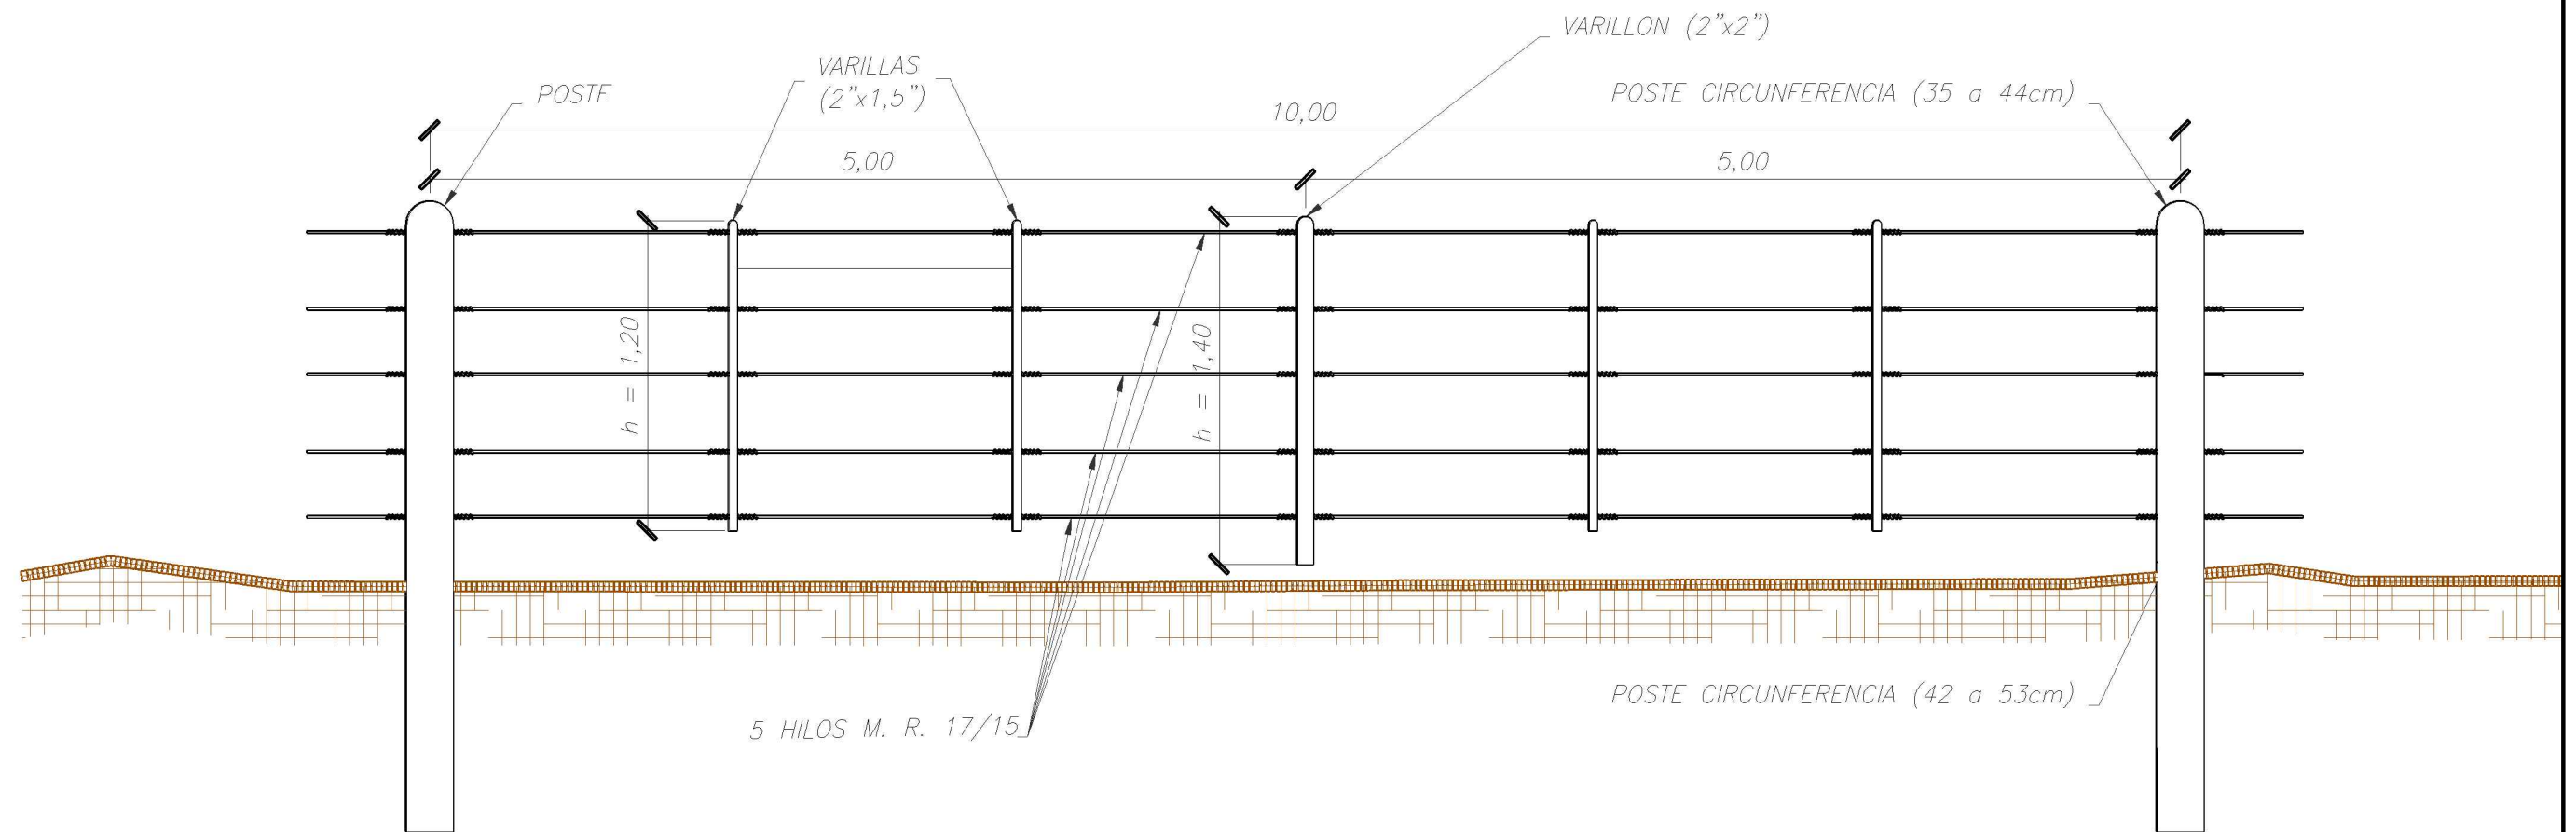 VARILLON (2”x2”)
VARILLAS
(2”x1,5”)
POSTE
POSTE CIRCUNFERENCIA (35 a 44cm)
10,00
5,00
5,00
h = 1,20
h = 1,40
POSTE CIRCUNFERENCIA (42 a 53cm)
5 HILOS M. R. 17/15